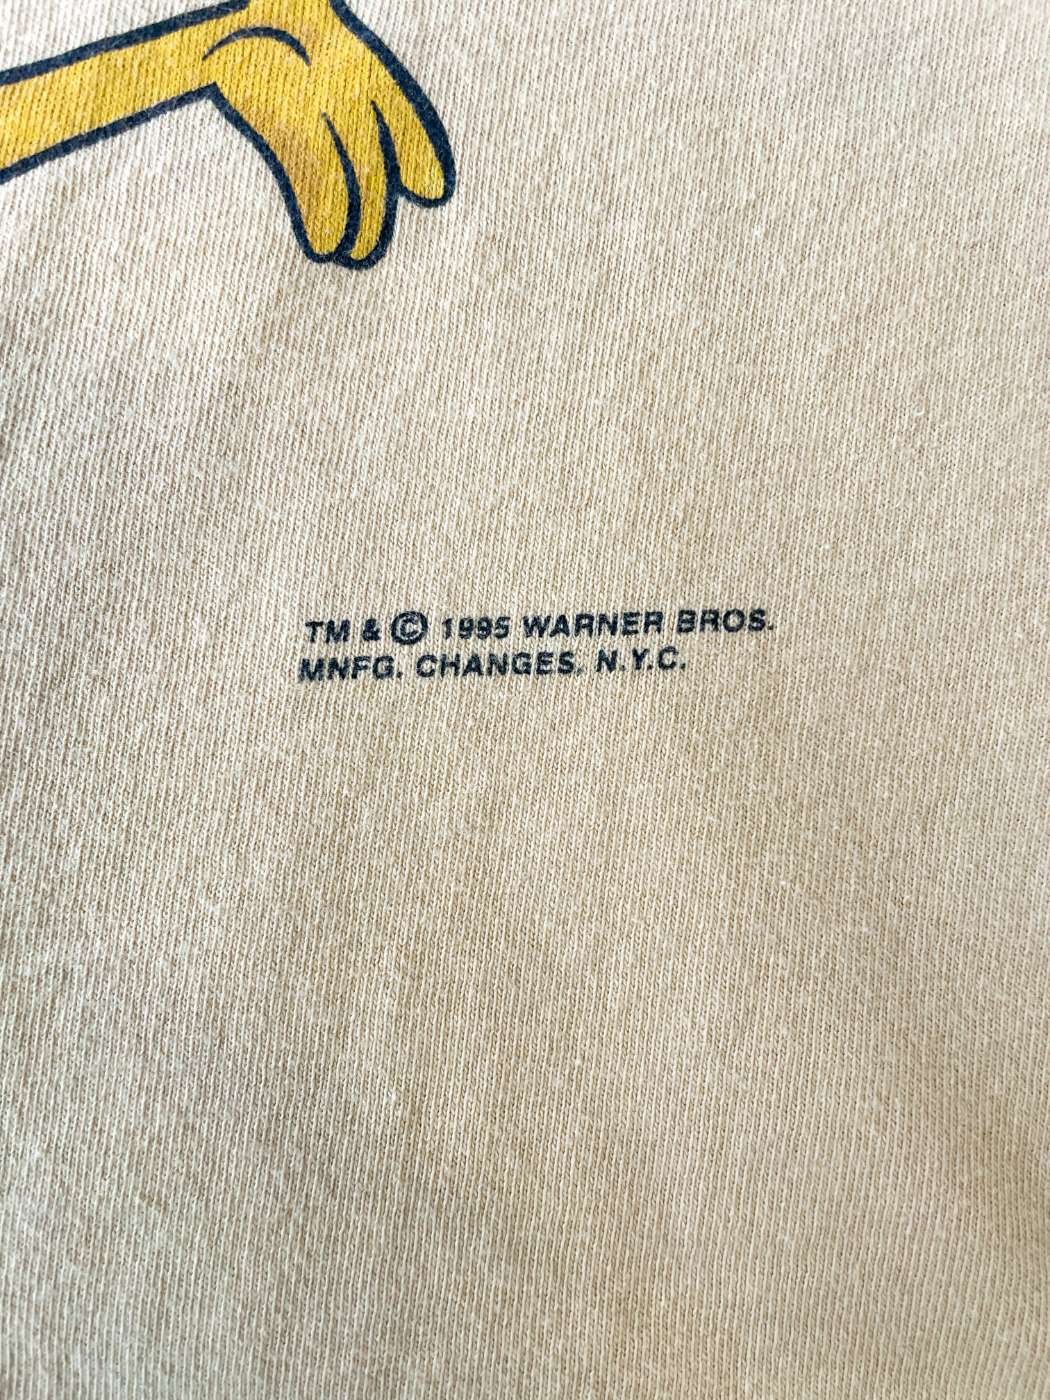 TM & © 1995 WARNER BROS.
MNFG. CHANGES, N.Y.C.